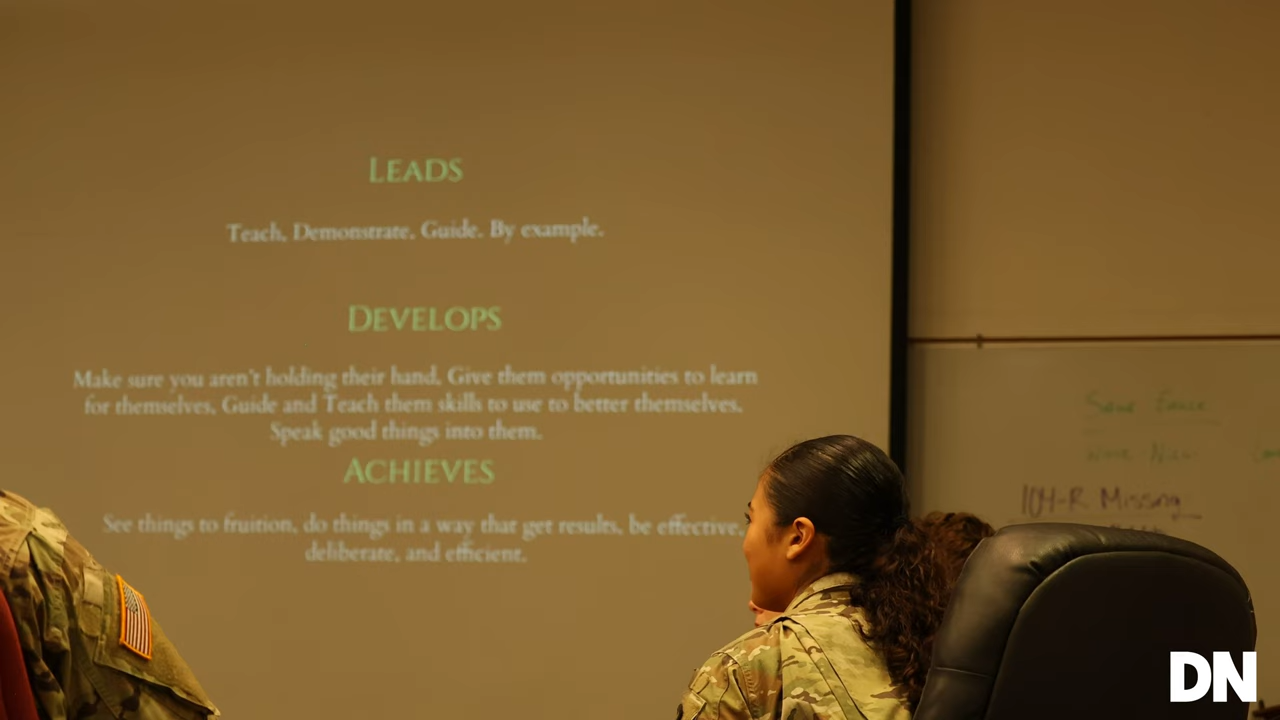 LEADS
Teach, Demonstrate, Guide. By example.
DEVELOPS
Make sure you aren't holding their hand, Give them opportunities to learn
for themselves, Guide and Teach them skills to use to better themselves.
Speak good things into them.
ACHIEVES
See things to fruition, do things in a way that get results, be effective,
deliberate, and efficient.
104-R Missing
DN